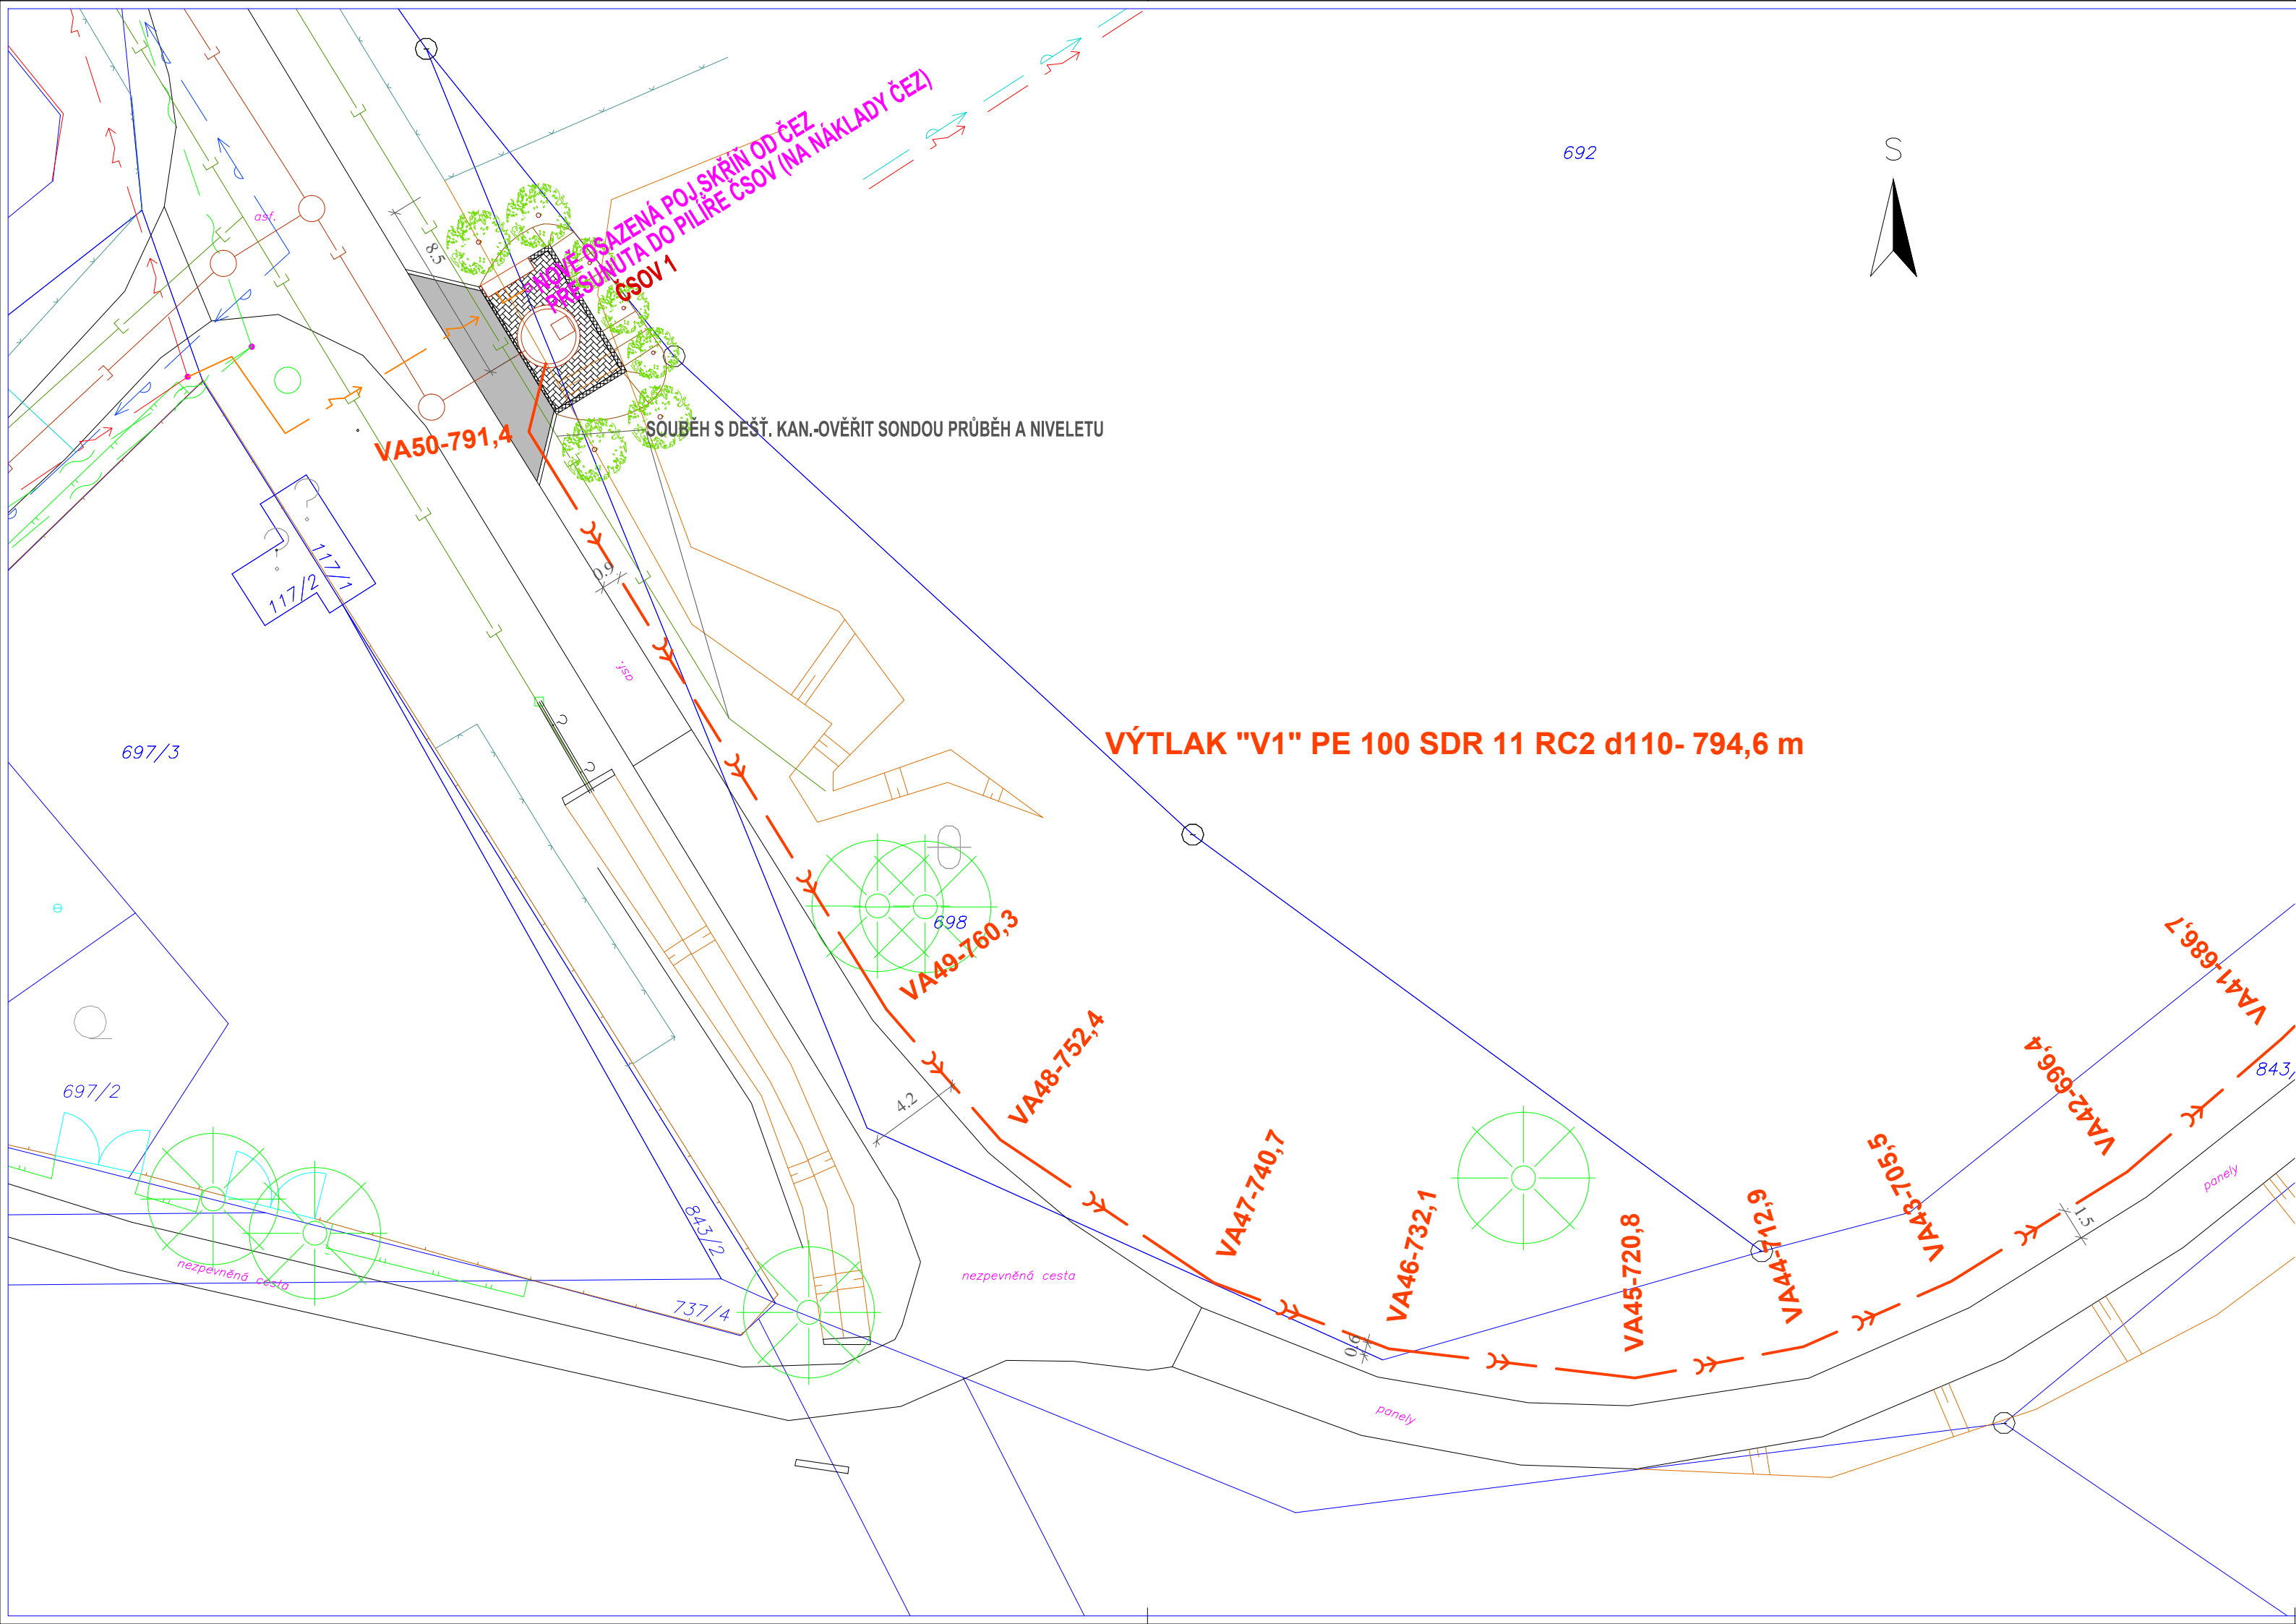 692
S
NOVĚ OSAZENÁ POJ.SKŘÍŇ OD ČEZ
PŘESUNUTA DO PILÍŘE ČSOV (NA NÁKLADY ČEZ)
ČSOV 1
asf.
8.5
VA50-791,4
SOUBĚH S DEŠŤ. KAN.-OVĚŘIT SONDOU PRŮBĚH A NIVELETU
117/1
117/2
0.9
asf.
697/3
VÝTLAK "V1" PE 100 SDR 11 RC2 d110- 794,6 m
698
VA49-760,3
VA48-752,4
4.2
VA47-740,7
VA46-732,1
VA45-720,8
VA44-712,9
VA43-705,5
VA42-696,4
VA41-686,7
843/
697/2
843/2
737/4
nezpevněná cesta
nezpevněná cesta
0.6
1.5
panely
panely